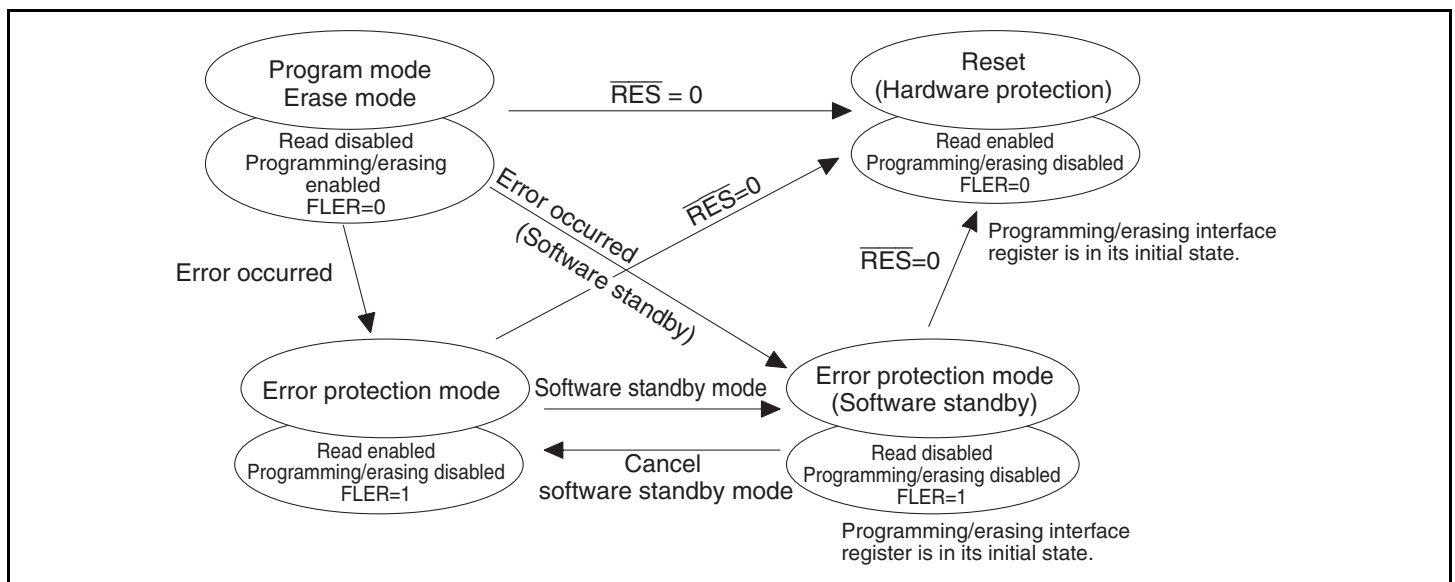 Program mode
Erase mode
Read disabled
Programming/erasing
enabled
FLER=0
R̅E̅S̅ = 0
Reset
(Hardware protection)
Read enabled
Programming/erasing disabled
FLER=0
Programming/erasing interface
register is in its initial state.
Error occurred
Error occurred
(Software standby)
R̅E̅S̅=0
R̅E̅S̅=0
Error protection mode
Read enabled
Programming/erasing disabled
FLER=1
Software standby mode
Cancel
software standby mode
Error protection mode
(Software standby)
Read disabled
Programming/erasing disabled
FLER=1
Programming/erasing interface
register is in its initial state.